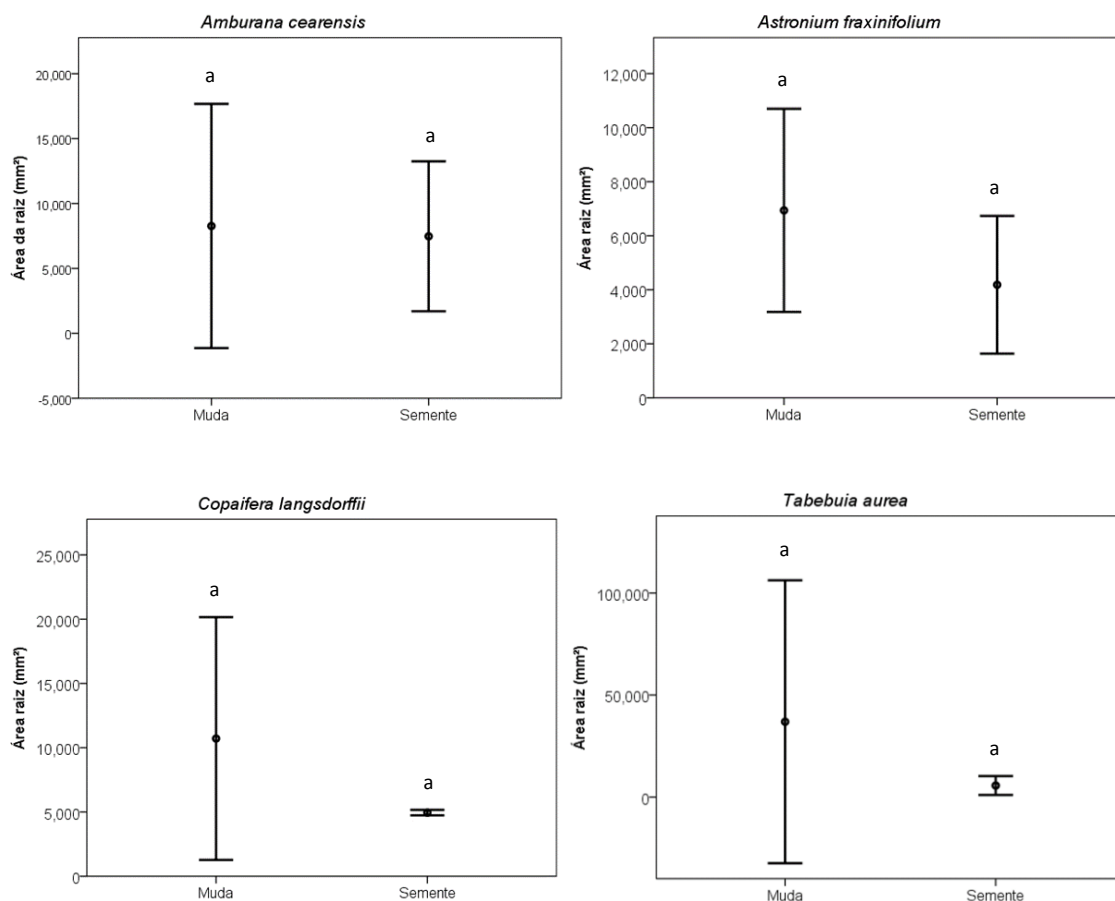 Amburana cearensis
Área da raiz (mm²)
20,000
15,000
10,000
5,000
0
-5,000
a
a
Muda
Semente
Astronium fraxinifolium
Área raiz (mm²)
12,000
10,000
8,000
6,000
4,000
2,000
0
a
a
Muda
Semente
Copaifera langsdorffii
Área raiz (mm²)
25,000
20,000
15,000
10,000
5,000
0
a
a
Muda
Semente
Tabebuia aurea
Área raiz (mm²)
100,000
50,000
0
a
a
Muda
Semente